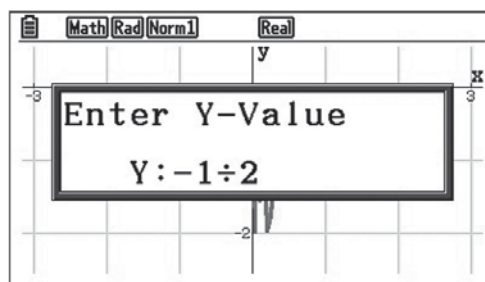 Math Rad Norm1 Real
y
x
-3 3
Enter Y-Value
Y:-1÷2
-2